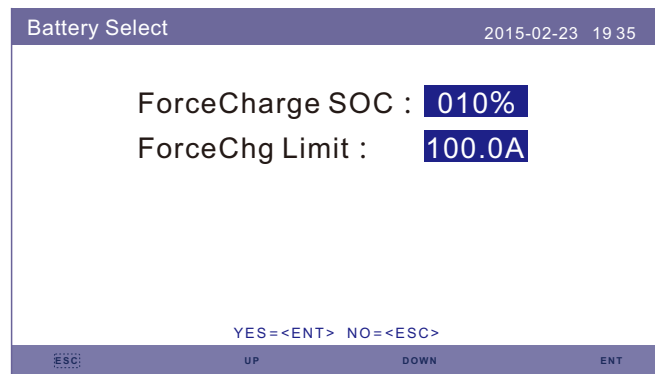 Battery Select 2015-02-23 19 35
ForceCharge SOC : 010%
ForceChg Limit : 100.0A
YES=<ENT> NO=<ESC>
ESC UP DOWN ENT